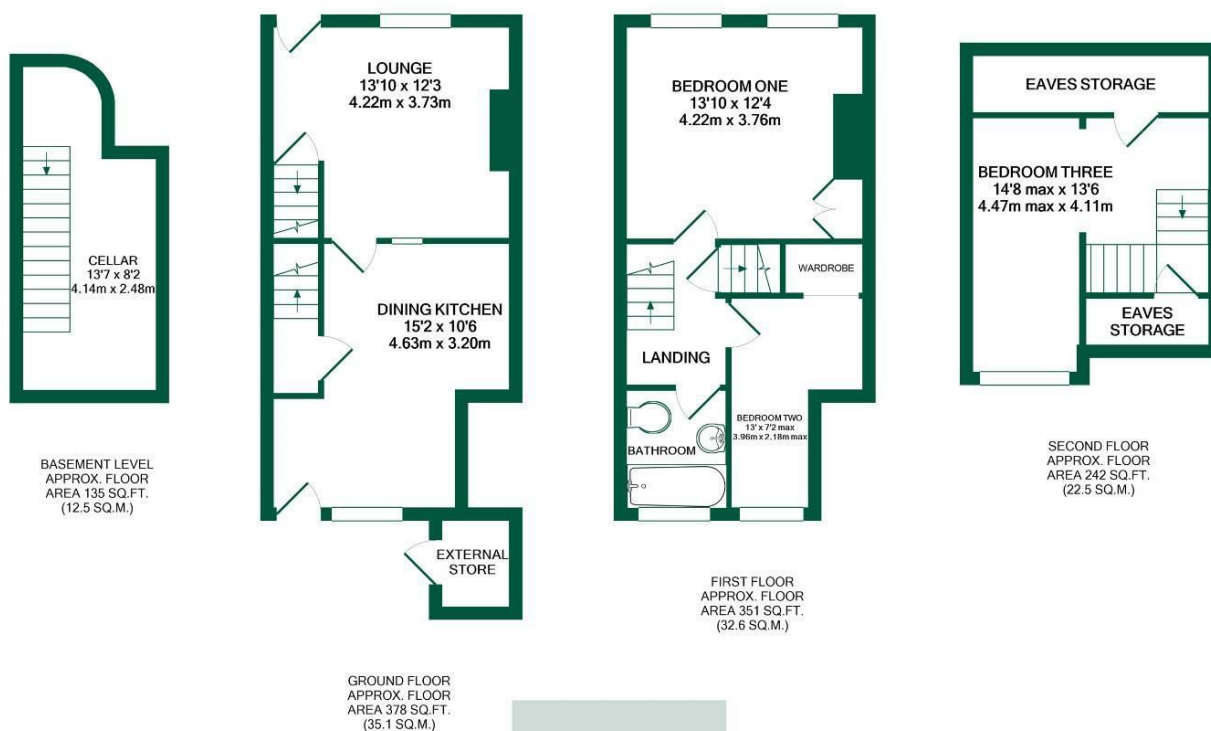 CELLAR
13'7 x 8'2
4.14m x 2.48m
BASEMENT LEVEL
APPROX. FLOOR
AREA 135 SQ.FT.
(12.5 SQ.M.)
LOUNGE
13'10 x 12'3
4.22m x 3.73m
DINING KITCHEN
15'2 x 10'6
4.63m x 3.20m
EXTERNAL
STORE
GROUND FLOOR
APPROX. FLOOR
AREA 378 SQ.FT.
(35.1 SQ.M.)
BEDROOM ONE
13'10 x 12'4
4.22m x 3.76m
WARDROBE
LANDING
BEDROOM TWO
13' x 7'2 max
3.96m x 2.18m max
BATHROOM
FIRST FLOOR
APPROX. FLOOR
AREA 351 SQ.FT.
(32.6 SQ.M.)
EAVES STORAGE
BEDROOM THREE
14'8 max x 13'6
4.47m max x 4.11m
EAVES
STORAGE
SECOND FLOOR
APPROX. FLOOR
AREA 242 SQ.FT.
(22.5 SQ.M.)